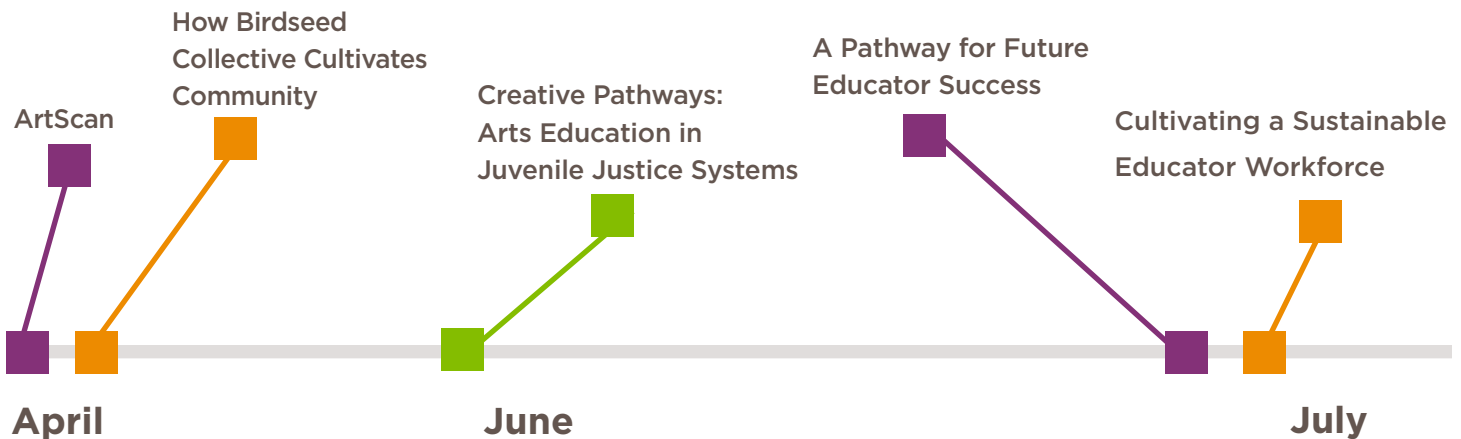 ArtScan
How Birdseed
Collective Cultivates
Community
Creative Pathways:
Arts Education in
Juvenile Justice Systems
A Pathway for Future
Educator Success
Cultivating a Sustainable
Educator Workforce
April
June
July